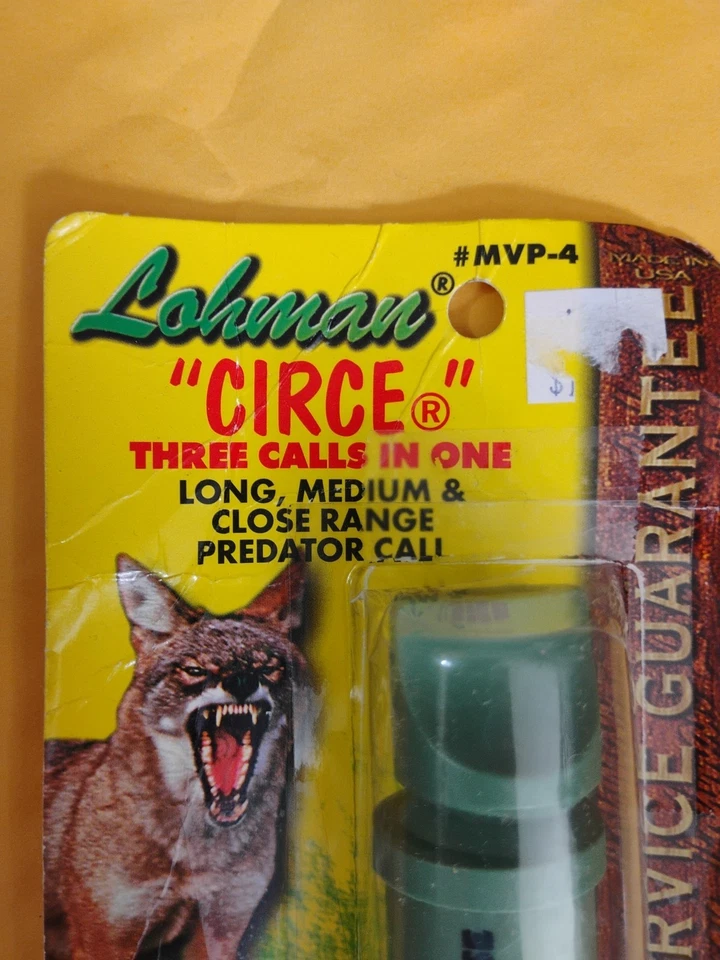 #MVP-4
Lohman®
"CIRCE®"
THREE CALLS IN ONE
LONG, MEDIUM &
CLOSE RANGE
PREDATOR CALL
MADE IN
USA
RVICE GUARANTEE